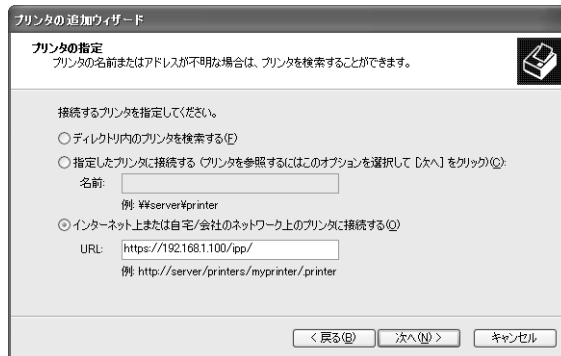 プリンタの追加ウィザード
プリンタの指定
プリンタの名前またはアドレスが不明な場合は、プリンタを検索することができます。
接続するプリンタを指定してください。
ディレクトリ内のプリンタを検索する(F)
指定したプリンタに接続する (プリンタを参照するにはこのオプションを選択して [次へ] をクリック)(C):
名前:
例: ¥¥server¥printer
インターネット上または自宅/会社のネットワーク上のプリンタに接続する(O)
URL: https://192.168.1.100/ipp/
例: http://server/printers/myprinter/.printer
< 戻る(B) 次へ(N) > キャンセル